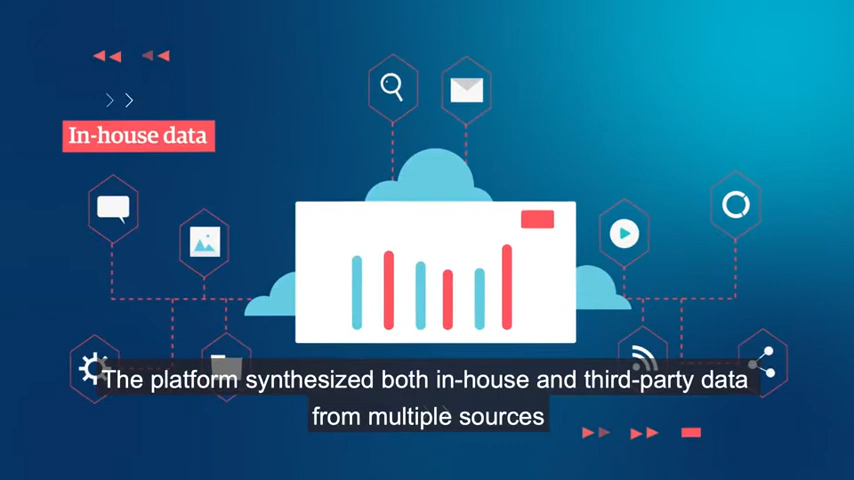 In-house data
The platform synthesized both in-house and third-party data
from multiple sources